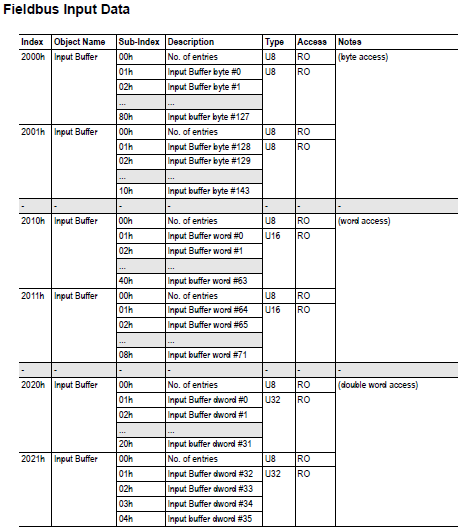 Fieldbus Input Data
Index Object Name Sub-Index Description Type Access Notes
2000h Input Buffer 00h No. of entries U8 RO (byte access)
01h Input Buffer byte #0 U8 RO
02h Input Buffer byte #1
... ...
80h Input buffer byte #127
2001h Input Buffer 00h No. of entries U8 RO
01h Input Buffer byte #128 U8 RO
02h Input Buffer byte #129
... ...
10h Input buffer byte #143
- - - - - - -
2010h Input Buffer 00h No. of entries U8 RO (word access)
01h Input Buffer word #0 U16 RO
02h Input Buffer word #1
... ...
40h Input buffer word #63
2011h Input Buffer 00h No. of entries U8 RO
01h Input Buffer word #64 U16 RO
02h Input Buffer word #65
... ...
08h Input buffer word #71
- - - - - - -
2020h Input Buffer 00h No. of entries U8 RO (double word access)
01h Input Buffer dword #0 U32 RO
02h Input Buffer dword #1
... ...
20h Input buffer dword #31
2021h Input Buffer 00h No. of entries U8 RO
01h Input Buffer dword #32 U32 RO
02h Input Buffer dword #33
03h Input Buffer dword #34
04h Input buffer dword #35